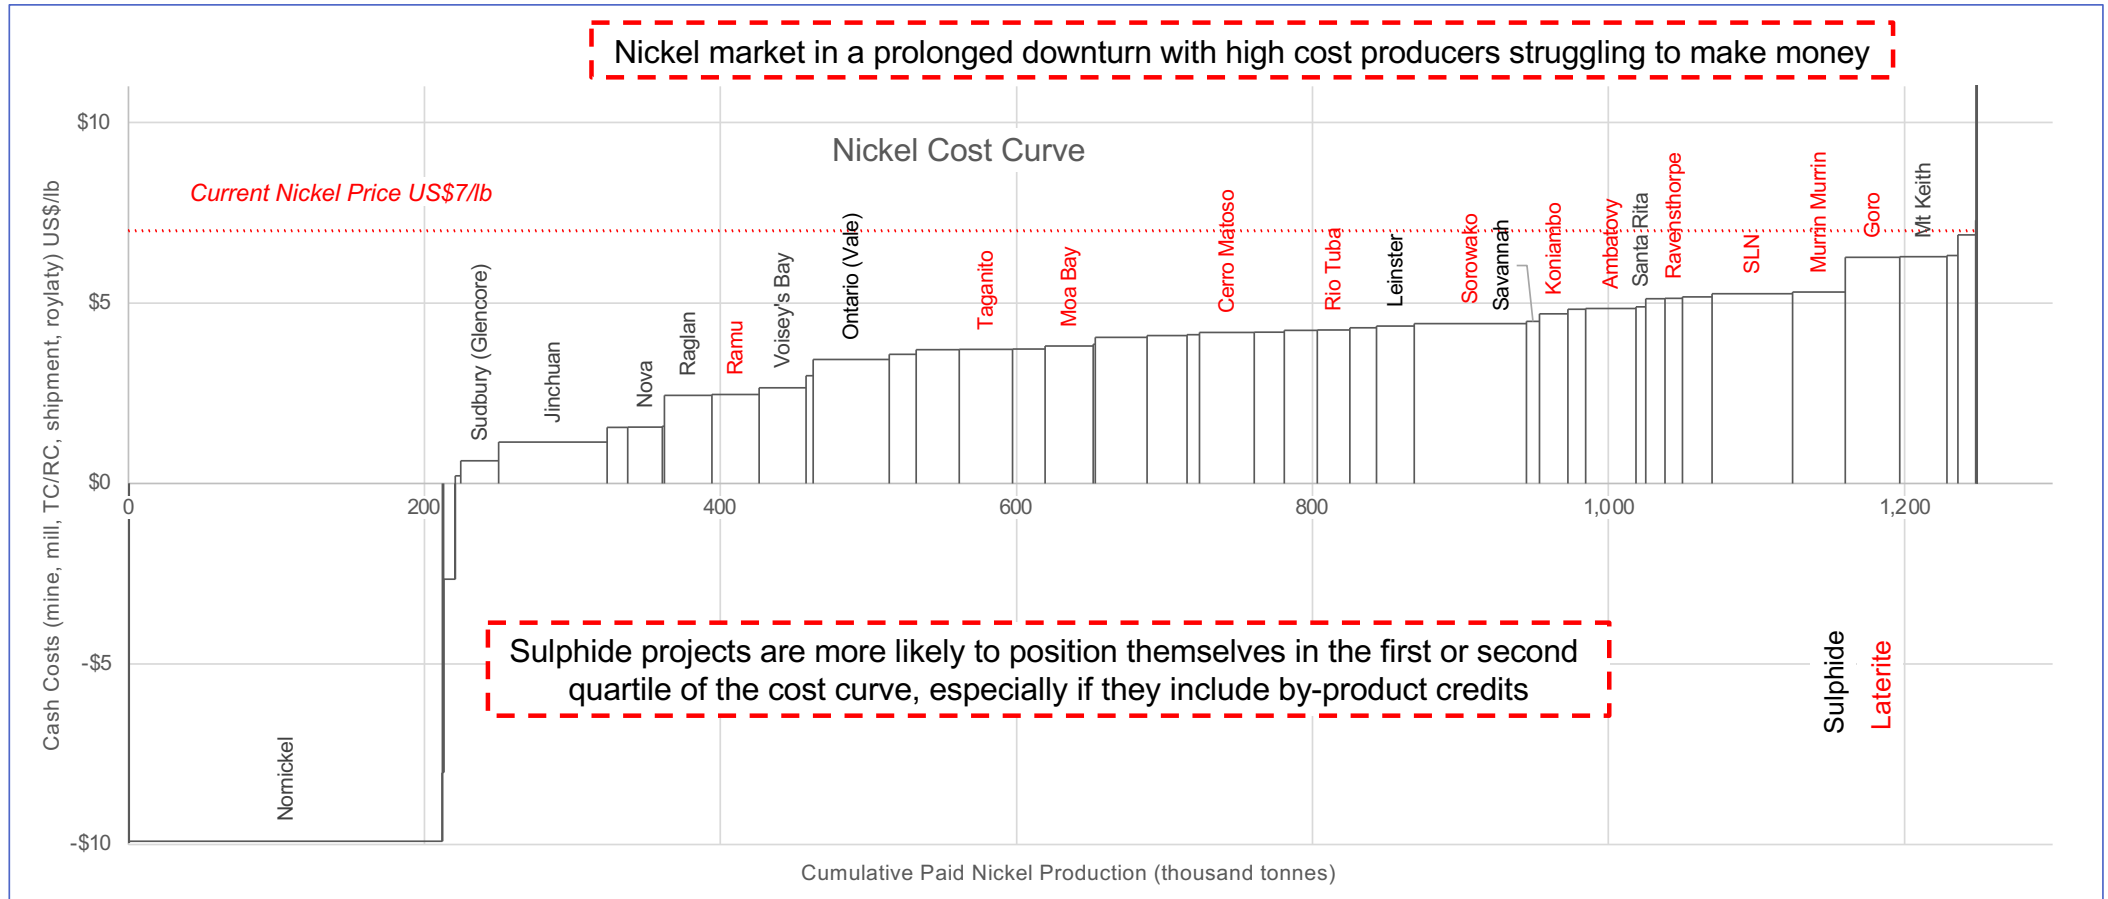 Nickel market in a prolonged downturn with high cost producers struggling to make money
Nickel Cost Curve
Current Nickel Price US$7/lb
Cash Costs (mine, mill, TC/RC, shipment, roylaty) US$/lb
$10
$5
$0
-$5
-$10
0
200
400
600
800
1,000
1,200
Nornickel
Sudbury (Glencore)
Jinchuan
Nova
Raglan
Ramu
Voisey's Bay
Ontario (Vale)
Taganito
Moa Bay
Cerro Matoso
Rio Tuba
Leinster
Sorowako
Savannah
Koniambo
Ambatovy
Santa Rita
Ravensthorpe
SLN
Murrin Murrin
Goro
Mt Keith
Sulphide projects are more likely to position themselves in the first or second
quartile of the cost curve, especially if they include by-product credits
Sulphide
Laterite
Cumulative Paid Nickel Production (thousand tonnes)